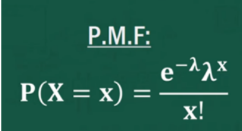 P.M.F:
P(X = x) = e^{-λ}λ^x / x!